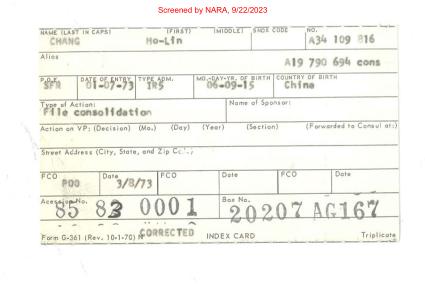 Screened by NARA, 9/22/2023
NAME (LAST IN CAPS) (FIRST) (MIDDLE) SNDX CODE NO.
CHANG Mo-Lin A34 109 816
Alias A19 790 694 cons
P.O.E. DATE OF ENTRY TYPE ADM. MO.-DAY-YR. OF BIRTH COUNTRY OF BIRTH
SFR 01-07-73 IR5 06-09-15 China
Type of Action: Name of Sponsor:
File consolidation
Action on VP: (Decision) (Mo.) (Day) (Year) (Section) (Forwarded to Consul at:)
Street Address (City, State, and Zip
FCO Date FCO Date FCO Date
POO 3/8/73
Accession No. Box No.
85 83 0001 20207 AG167
Form G-361 (Rev. 10-1-70) CORRECTED INDEX CARD Triplicate